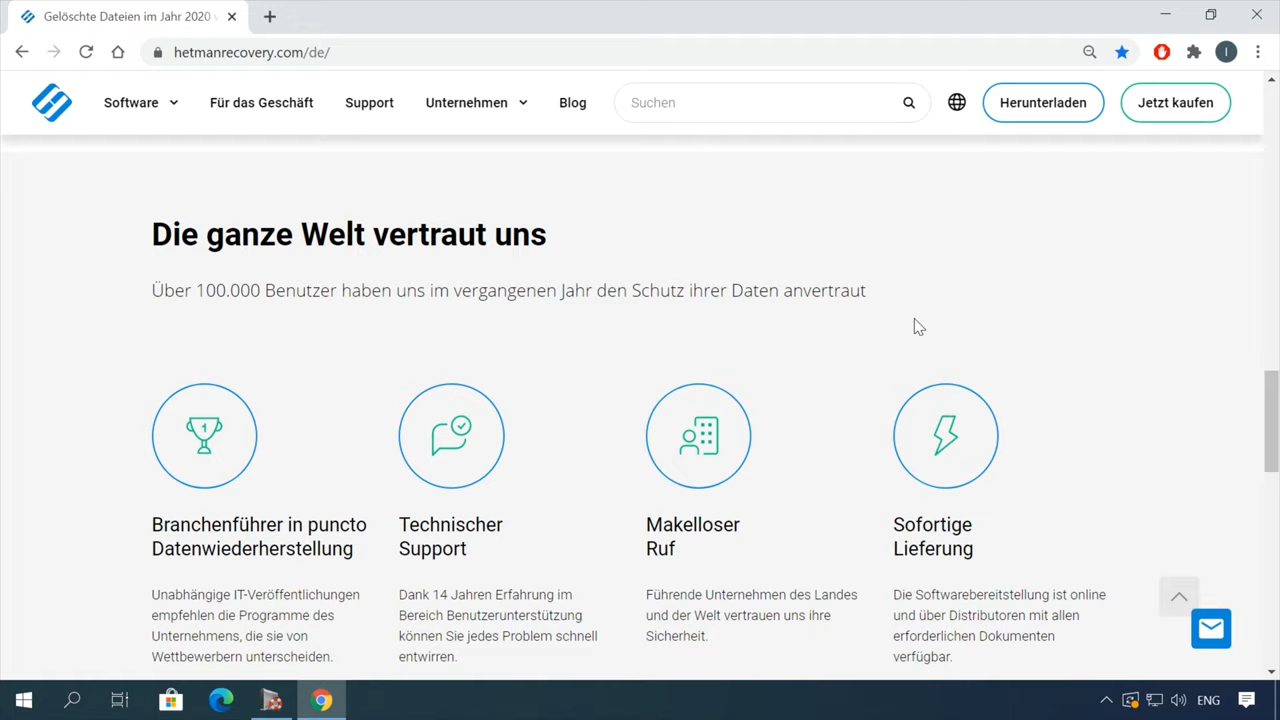 Gelöschte Dateien im Jahr 2020
hetmanrecovery.com/de/
I
Software
Für das Geschäft
Support
Unternehmen
Blog
Suchen
Herunterladen
Jetzt kaufen
Die ganze Welt vertraut uns
Über 100.000 Benutzer haben uns im vergangenen Jahr den Schutz ihrer Daten anvertraut
1
Branchenführer in puncto
Datenwiederherstellung
Unabhängige IT-Veröffentlichungen
empfehlen die Programme des
Unternehmens, die sie von
Wettbewerbern unterscheiden.
Technischer
Support
Dank 14 Jahren Erfahrung im
Bereich Benutzerunterstützung
können Sie jedes Problem schnell
entwirren.
Makelloser
Ruf
Führende Unternehmen des Landes
und der Welt vertrauen uns ihre
Sicherheit.
Sofortige
Lieferung
Die Softwarebereitstellung ist online
und über Distributoren mit allen
erforderlichen Dokumenten
verfügbar.
ENG